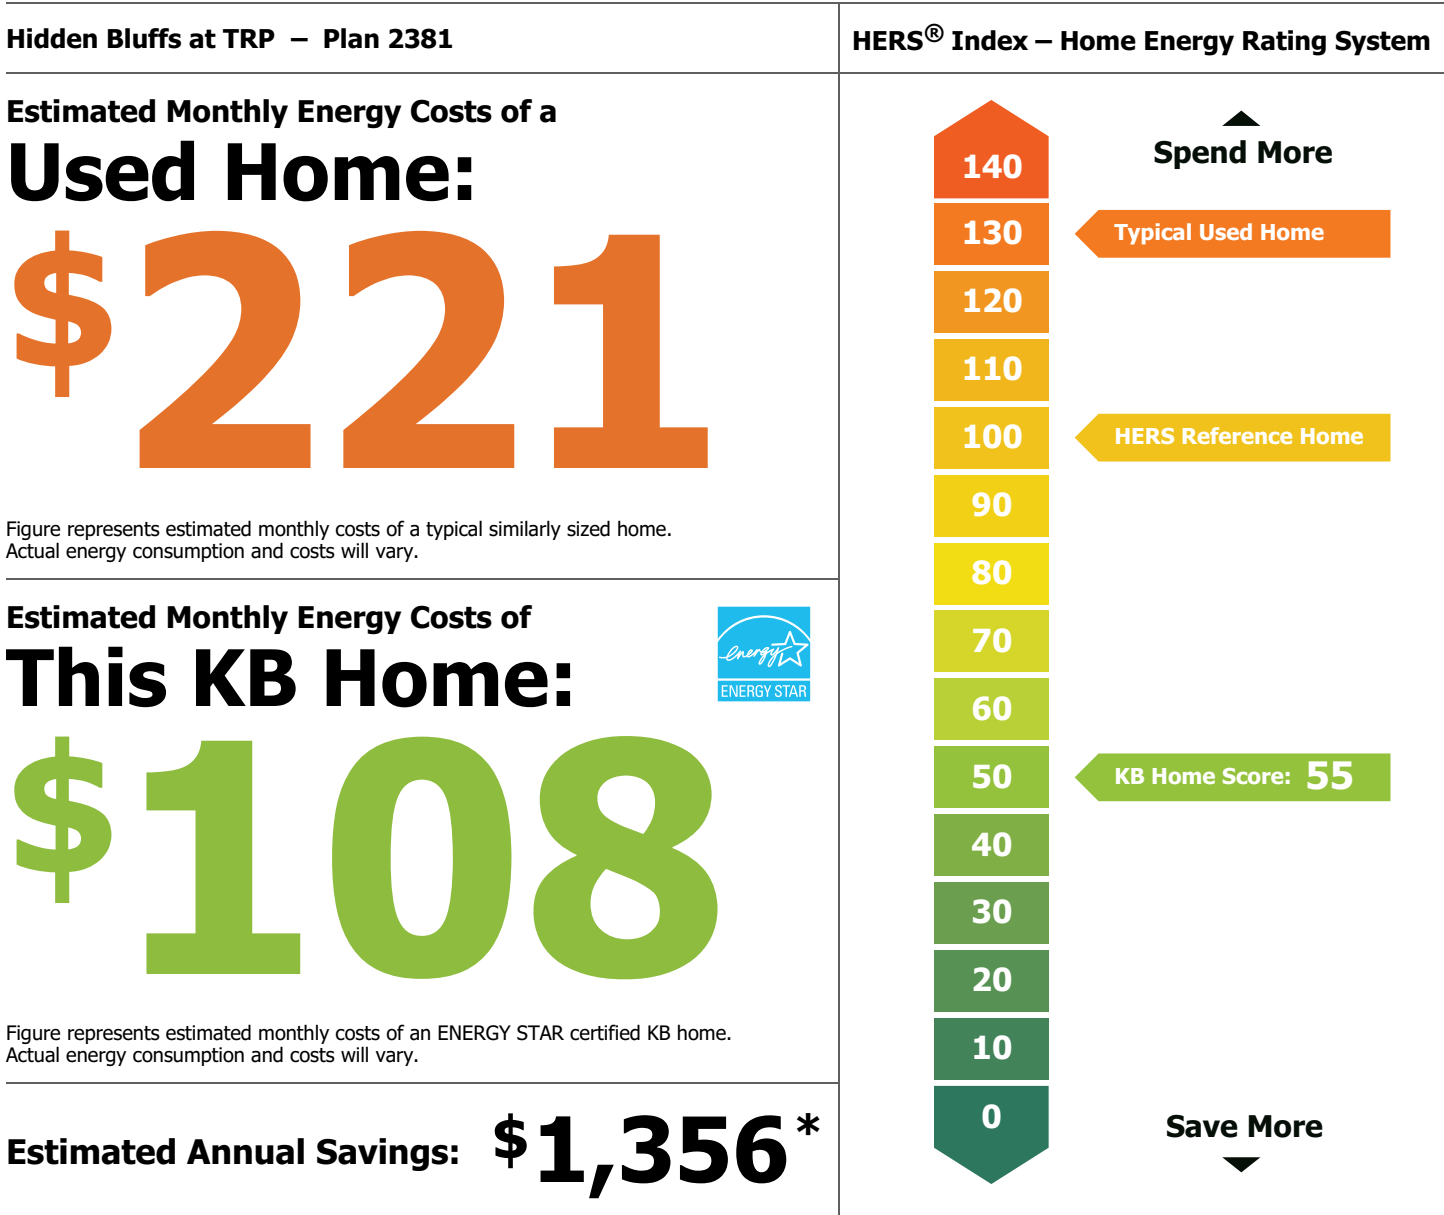 Hidden Bluffs at TRP – Plan 2381
Estimated Monthly Energy Costs of a
Used Home:
$221
Figure represents estimated monthly costs of a typical similarly sized home.
Actual energy consumption and costs will vary.
Estimated Monthly Energy Costs of
This KB Home:
energy
ENERGY STAR
$108
Figure represents estimated monthly costs of an ENERGY STAR certified KB home.
Actual energy consumption and costs will vary.
Estimated Annual Savings: $1,356*
HERS® Index – Home Energy Rating System
Spend More
140
130 Typical Used Home
120
110
100 HERS Reference Home
90
80
70
60
50 KB Home Score: 55
40
30
20
10
0
Save More